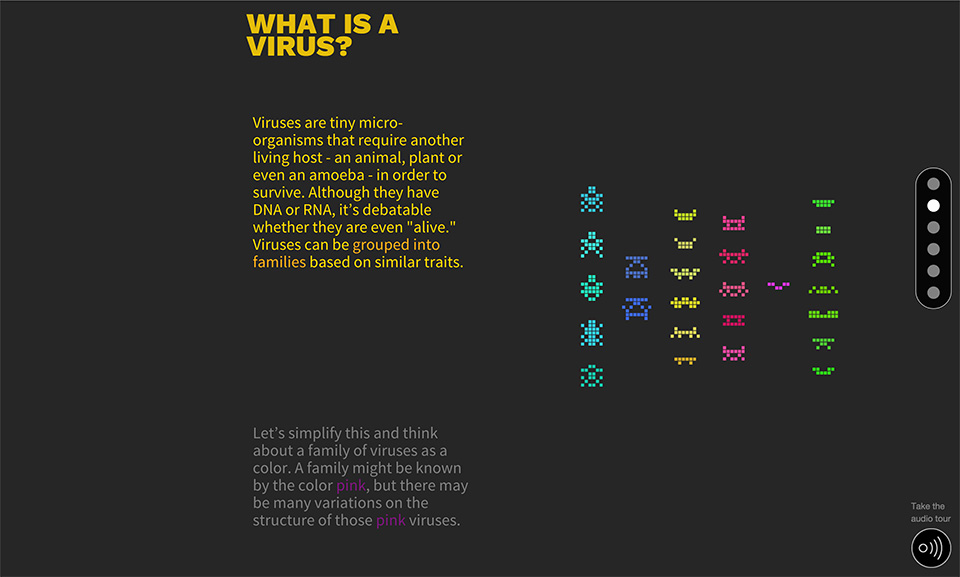 WHAT IS A
VIRUS?
Viruses are tiny micro-
organisms that require another
living host - an animal, plant or
even an amoeba - in order to
survive. Although they have
DNA or RNA, it’s debatable
whether they are even "alive."
Viruses can be grouped into
families based on similar traits.
Let’s simplify this and think
about a family of viruses as a
color. A family might be known
by the color pink, but there may
be many variations on the
structure of those pink viruses.
Take the
audio tour